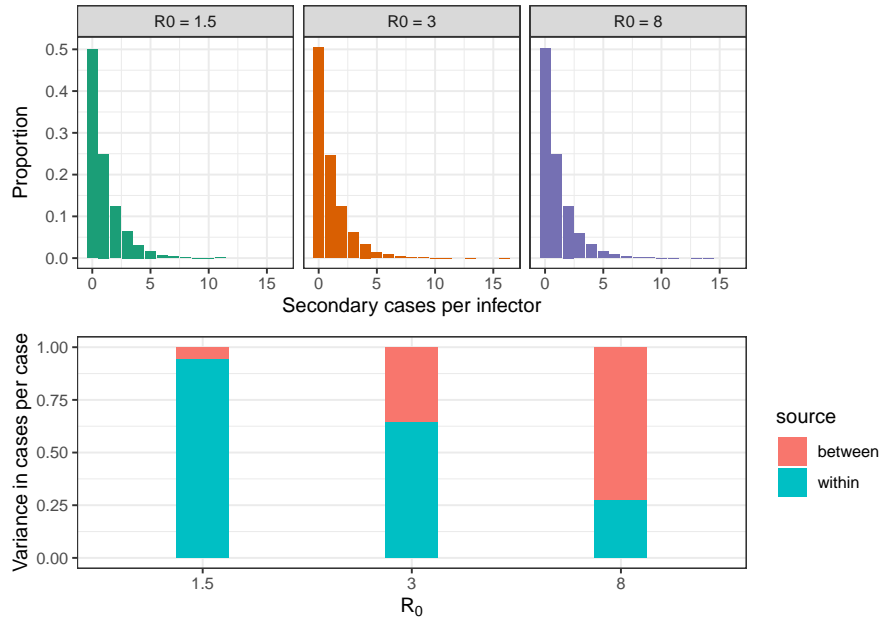 R0 = 1.5
R0 = 3
R0 = 8
Proportion
0.5
0.4
0.3
0.2
0.1
0.0
0 5 10 15
0 5 10 15
0 5 10 15
Secondary cases per infector
Variance in cases per case
1.00
0.75
0.50
0.25
0.00
1.5 3 8
R₀
source
between
within